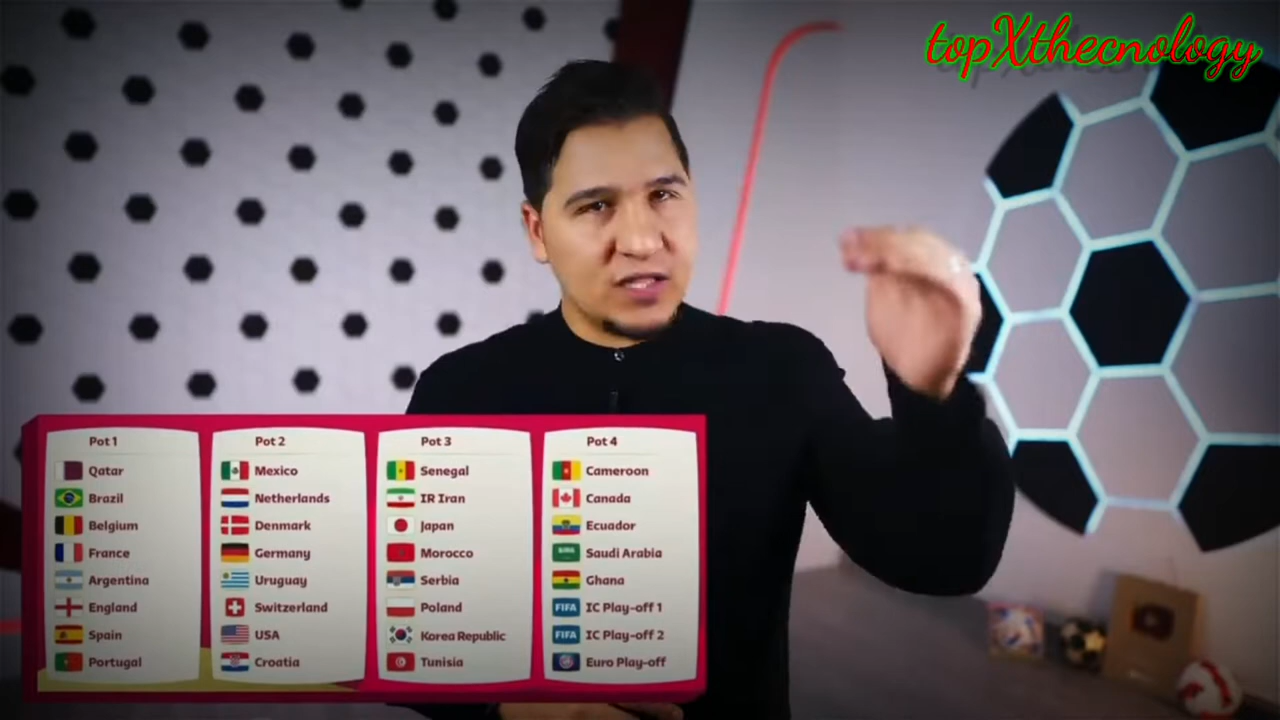 topXthecnology
Pot 1
Qatar
Brazil
Belgium
France
Argentina
England
Spain
Portugal
Pot 2
Mexico
Netherlands
Denmark
Germany
Uruguay
Switzerland
USA
Croatia
Pot 3
Senegal
IR Iran
Japan
Morocco
Serbia
Poland
Korea Republic
Tunisia
Pot 4
Cameroon
Canada
Ecuador
Saudi Arabia
Ghana
FIFA IC Play-off 1
FIFA IC Play-off 2
Euro Play-off